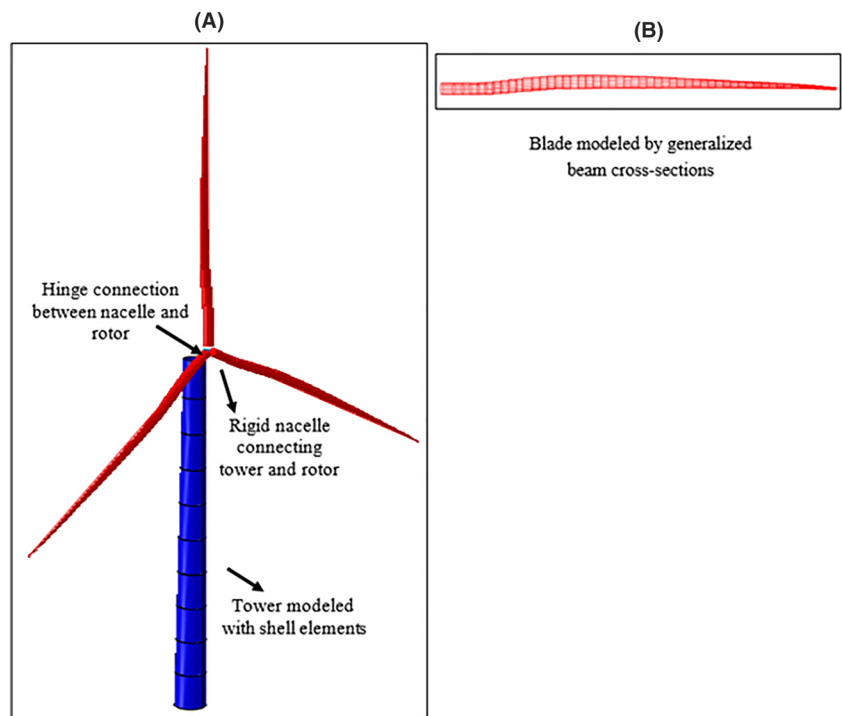 (A)
Hinge connection
between nacelle and
rotor
Rigid nacelle
connecting
tower and rotor
Tower modeled
with shell elements
(B)
Blade modeled by generalized
beam cross-sections